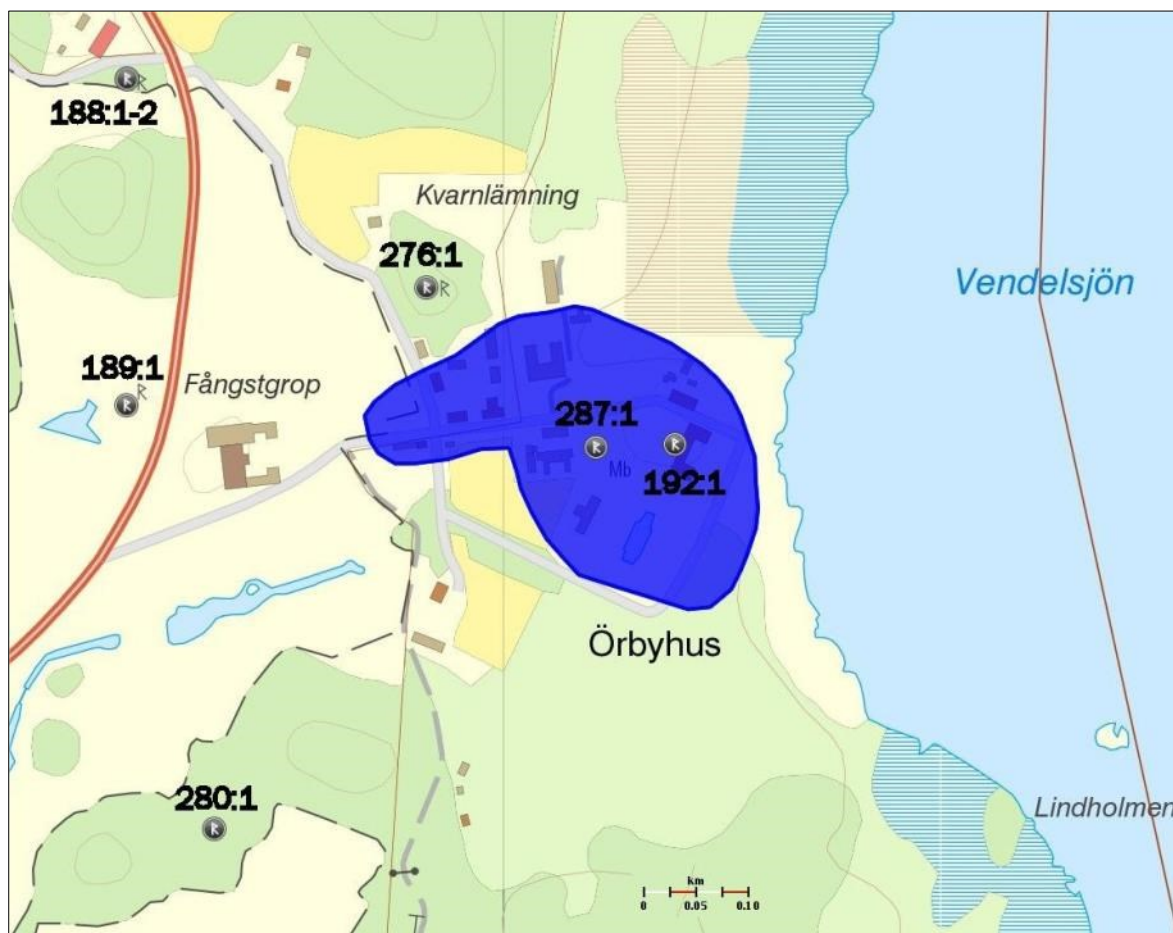 188:1-2
Kvarnlämning
276:1
Vendelsjön
189:1
Fångstgrop
287:1
Mb
192:1
Örbyhus
280:1
Lindholmen
km
0 0.05 0.10